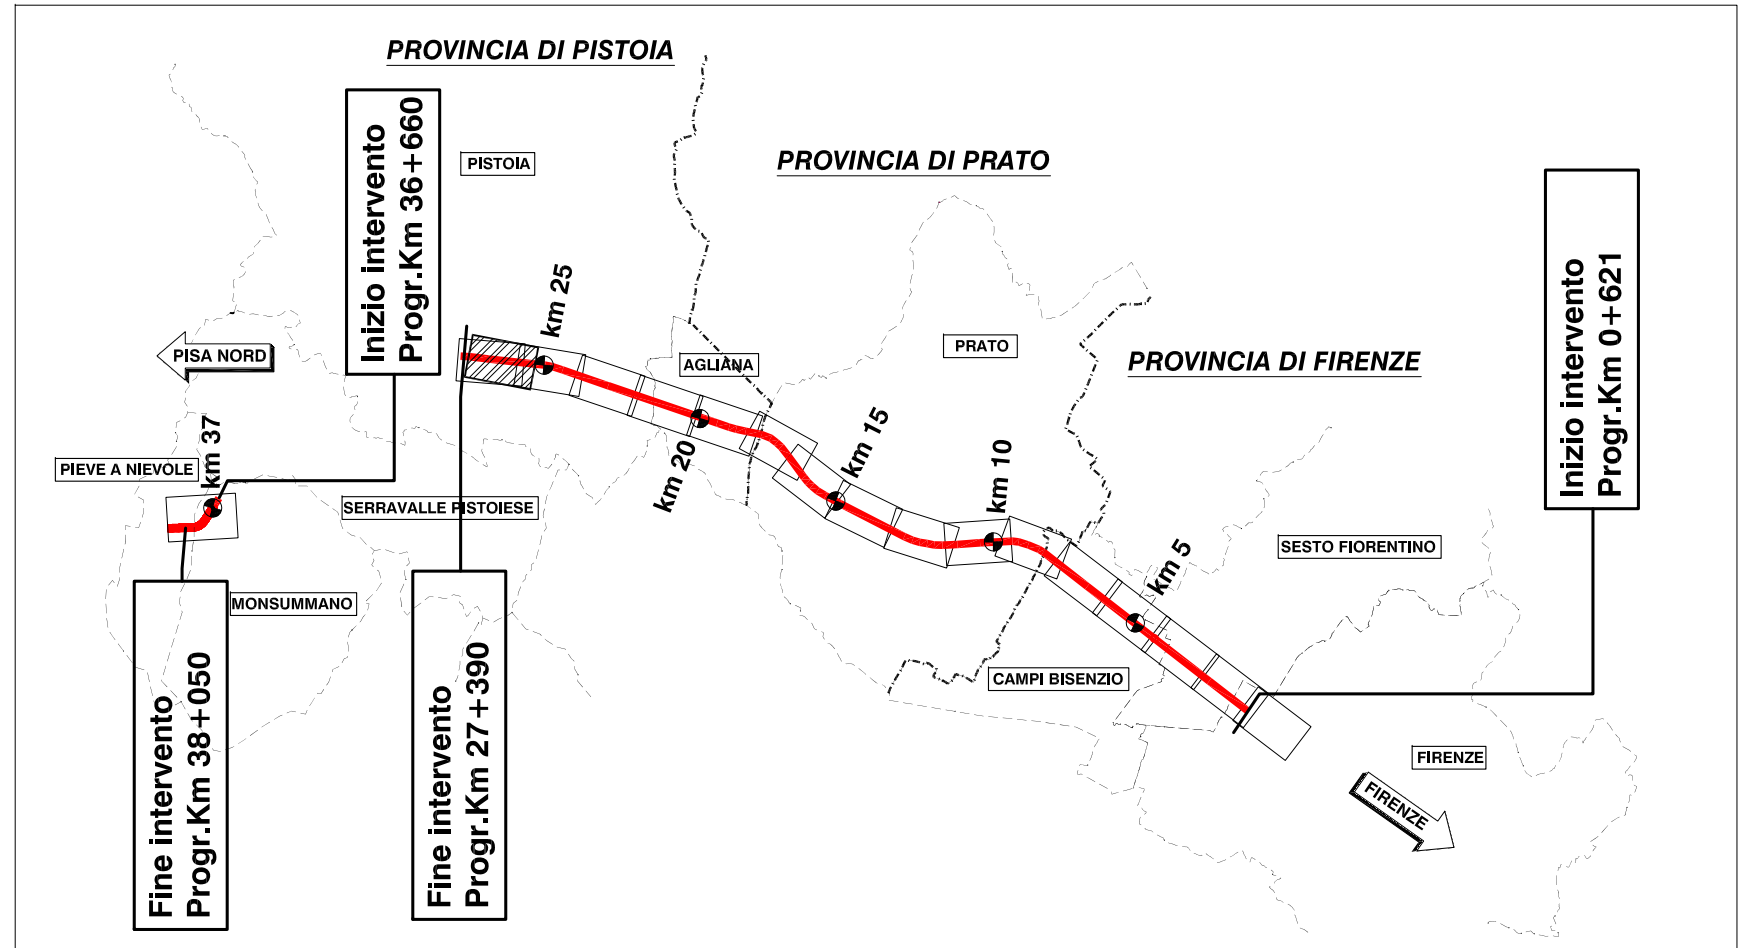 PROVINCIA DI PISTOIA
Inizio intervento
Progr.Km 36+660
PISTOIA
PROVINCIA DI PRATO
Inizio intervento
Progr.Km 0+621
km 25
PISA NORD
AGLIANA
PRATO
PROVINCIA DI FIRENZE
km 37
PIEVE A NIEVOLE
km 20
km 15
km 10
SERRAVALLE PISTOIESE
km 5
SESTO FIORENTINO
MONSUMMANO
CAMPI BISENZIO
Fine intervento
Progr.Km 38+050
Fine intervento
Progr.Km 27+390
FIRENZE
FIRENZE